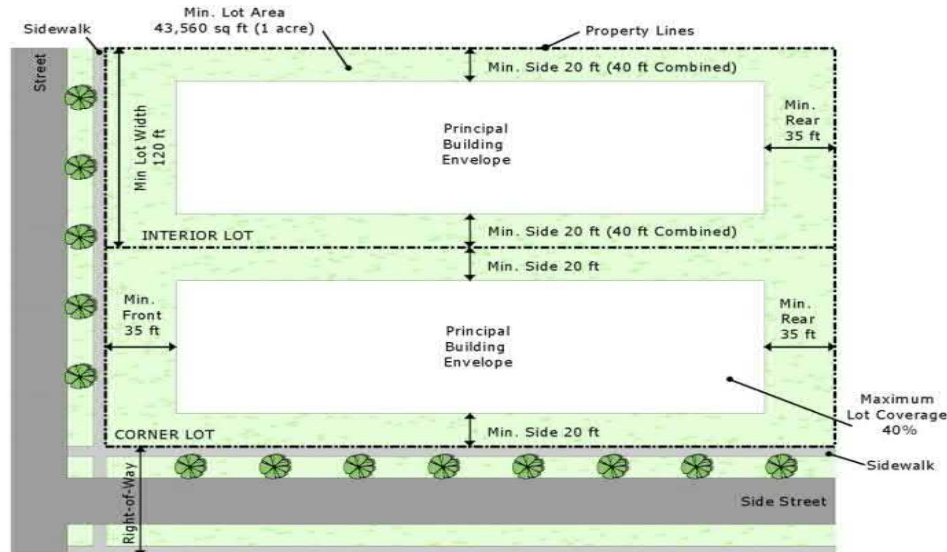 Min. Lot Area
43,560 sq ft (1 acre)
Sidewalk
Property Lines
Street
Min. Side 20 ft (40 ft Combined)
Min Lot Width
120 ft
Principal
Building
Envelope
Min.
Rear
35 ft
Min. Side 20 ft (40 ft Combined)
INTERIOR LOT
Min. Side 20 ft
Min.
Front
35 ft
Principal
Building
Envelope
Min.
Rear
35 ft
Maximum
Lot Coverage
40%
Min. Side 20 ft
CORNER LOT
Sidewalk
Right-of-Way
Side Street